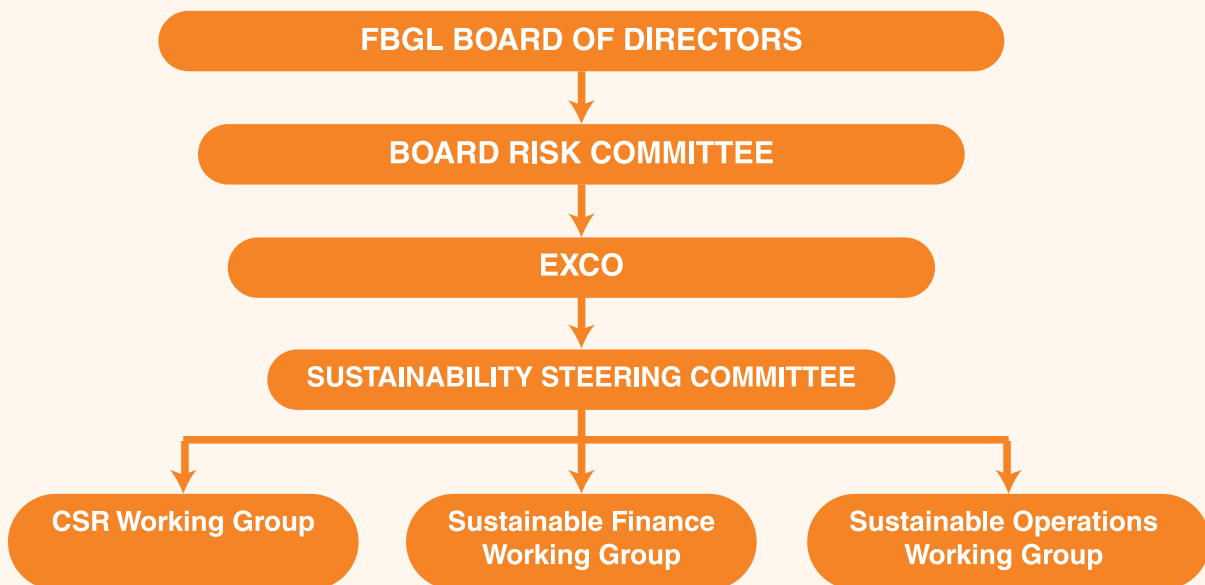 FBGL BOARD OF DIRECTORS
BOARD RISK COMMITTEE
EXCO
SUSTAINABILITY STEERING COMMITTEE
CSR Working Group
Sustainable Finance
Working Group
Sustainable Operations
Working Group